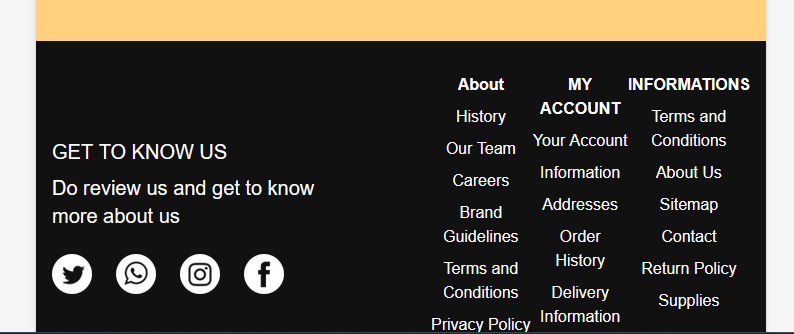 GET TO KNOW US
Do review us and get to know
more about us
About
History
Our Team
Careers
Brand
Guidelines
Terms and
Conditions
Privacy Policy
MY
ACCOUNT
Your Account
Information
Addresses
Order
History
Delivery
Information
INFORMATIONS
Terms and
Conditions
About Us
Sitemap
Contact
Return Policy
Supplies